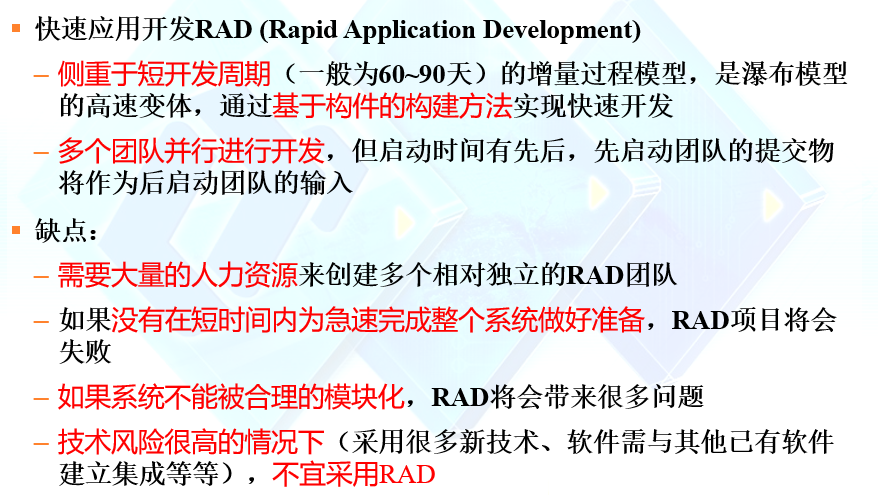 快速应用开发RAD (Rapid Application Development)
– 侧重于短开发周期（一般为60~90天）的增量过程模型，是瀑布模型
的高速变体，通过基于构件的构建方法实现快速开发
– 多个团队并行进行开发，但启动时间有先后，先启动团队的提交物
将作为后启动团队的输入
缺点：
– 需要大量的人力资源来创建多个相对独立的RAD团队
– 如果没有在短时间内为急速完成整个系统做好准备，RAD项目将会
失败
– 如果系统不能被合理的模块化，RAD将会带来很多问题
– 技术风险很高的情况下（采用很多新技术、软件需与其他已有软件
建立集成等等），不宜采用RAD